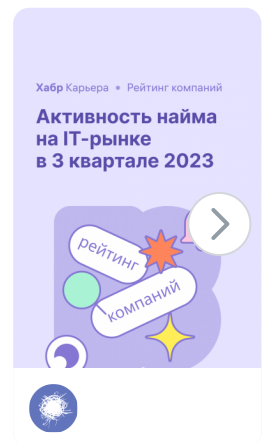 Хабр Карьера • Рейтинг компаний
Активность найма
на IT-рынке
в 3 квартале 2023
рейтинг
компаний